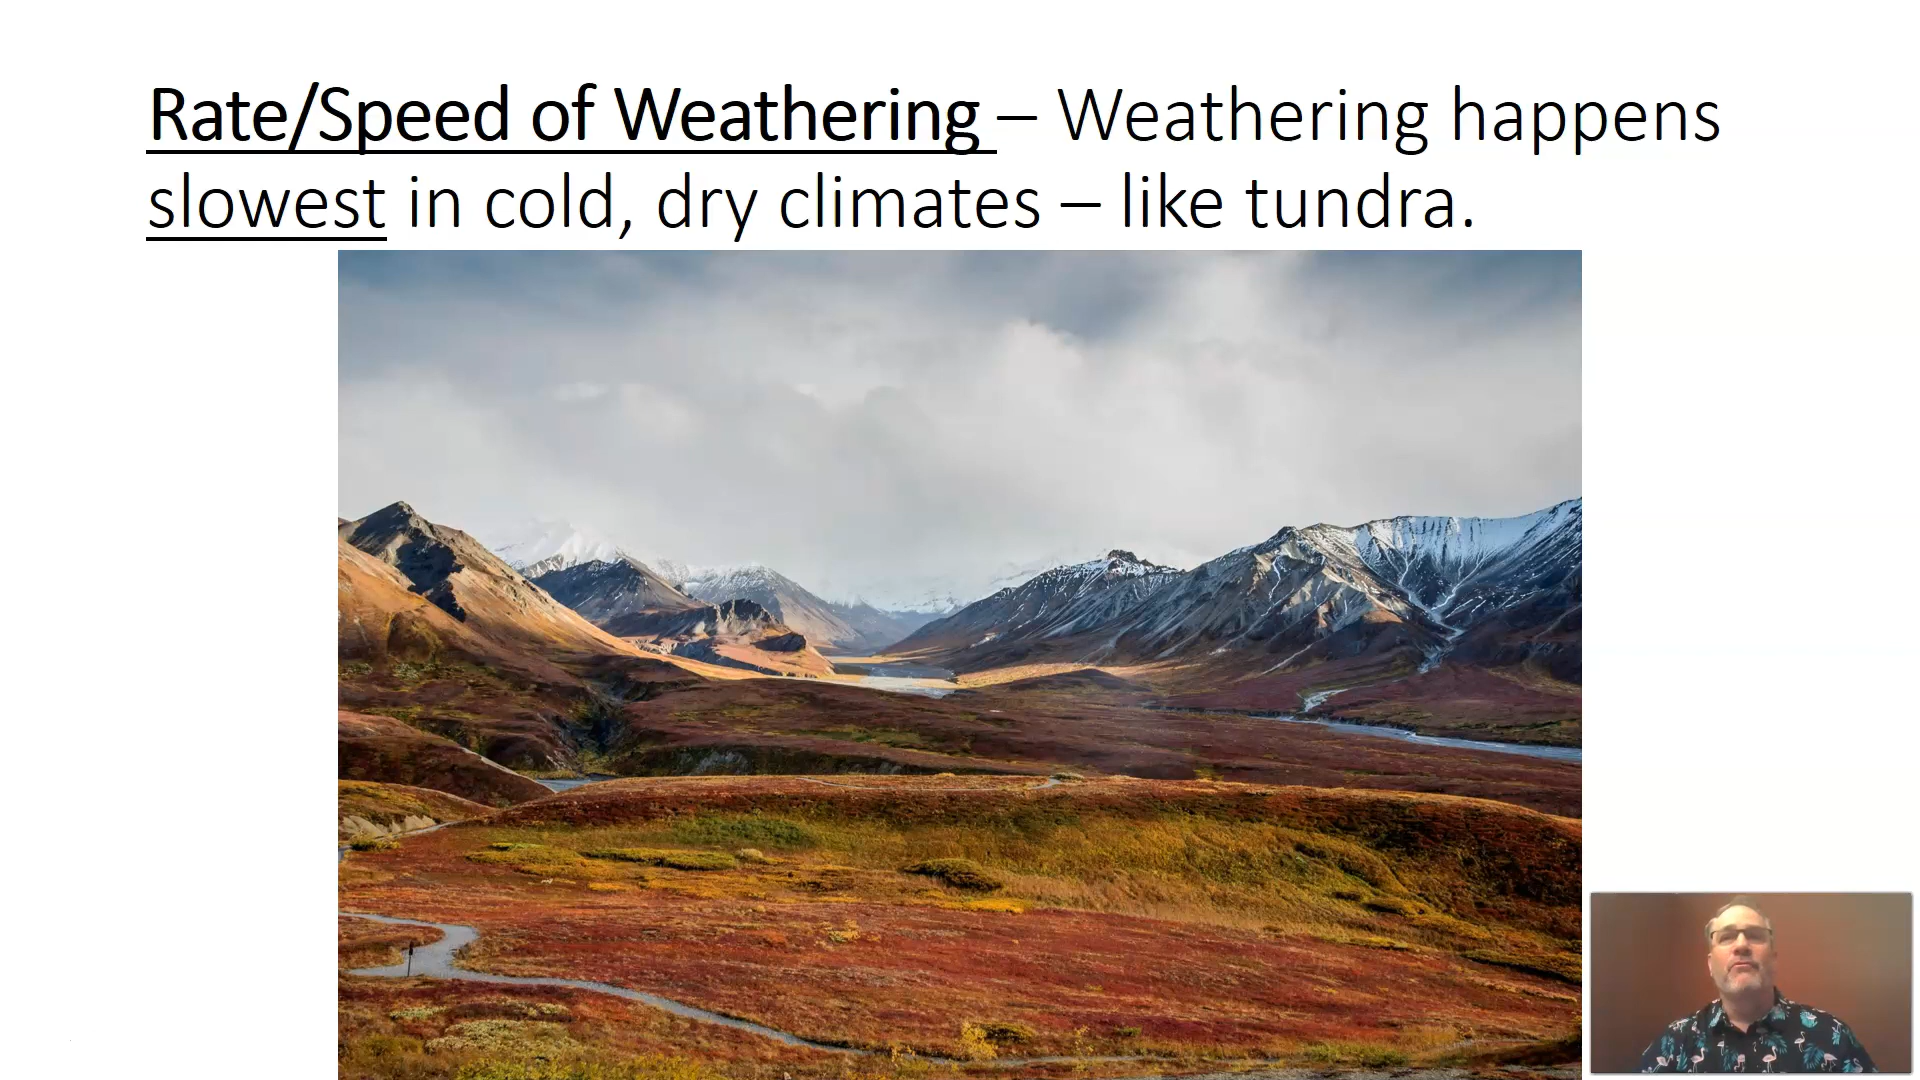 Rate/Speed of Weathering – Weathering happens
slowest in cold, dry climates – like tundra.